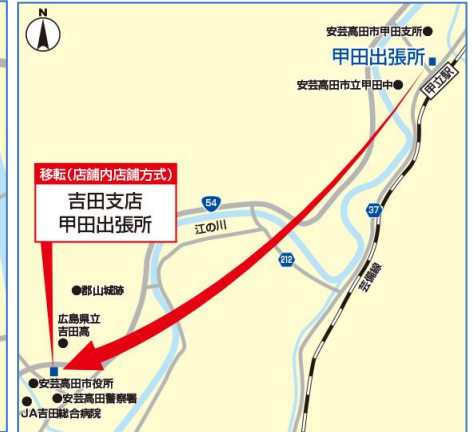 N
安芸高田市甲田支所
甲田出張所
安芸高田市立甲田中
甲立駅
移転(店舗内店舗方式)
吉田支店
甲田出張所
54
江の川
37
212
芸備線
郡山城跡
広島県立
吉田高
安芸高田市役所
安芸高田警察署
JA吉田総合病院